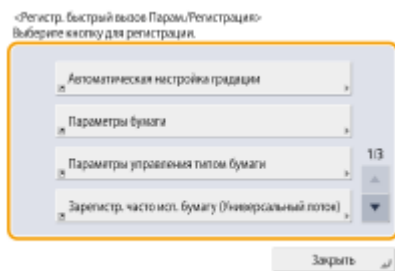 <Регистр. быстрый вызов Парам./Регистрация>
Выберите кнопку для регистрации.
Автоматическая настройка градации
Параметры бумаги
Параметры управления типом бумаги
1/3
Зарегистр. часто исп. бумагу (Универсальный лоток)
Закрыть